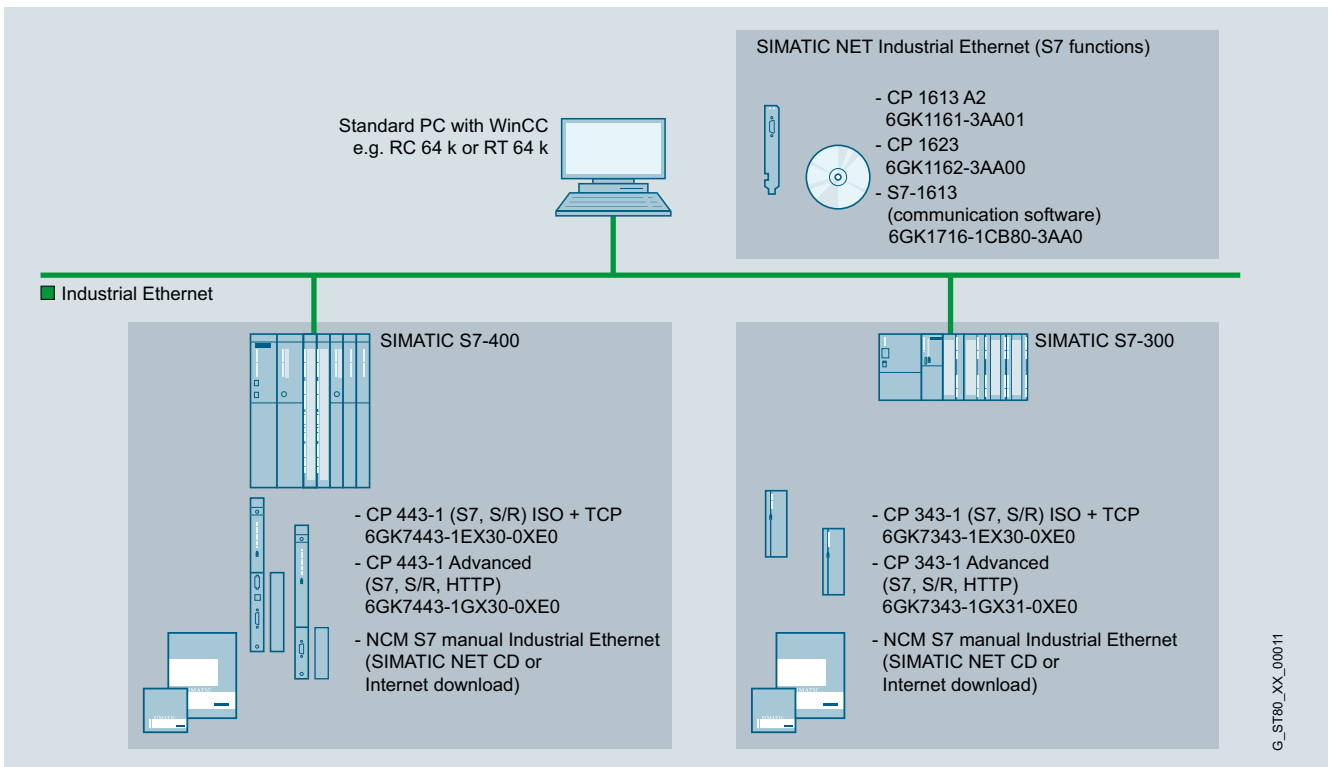 SIMATIC NET Industrial Ethernet (S7 functions)
- CP 1613 A2
6GK1161-3AA01
- CP 1623
6GK1162-3AA00
- S7-1613
(communication software)
6GK1716-1CB80-3AA0
Standard PC with WinCC
e.g. RC 64 k or RT 64 k
Industrial Ethernet
SIMATIC S7-400
- CP 443-1 (S7, S/R) ISO + TCP
6GK7443-1EX30-0XE0
- CP 443-1 Advanced
(S7, S/R, HTTP)
6GK7443-1GX30-0XE0
- NCM S7 manual Industrial Ethernet
(SIMATIC NET CD or
Internet download)
SIMATIC
SIMATIC
SIMATIC S7-300
- CP 343-1 (S7, S/R) ISO + TCP
6GK7343-1EX30-0XE0
- CP 343-1 Advanced
(S7, S/R, HTTP)
6GK7343-1GX31-0XE0
- NCM S7 manual Industrial Ethernet
(SIMATIC NET CD or
Internet download)
SIMATIC
SIMATIC
G_ST80_XX_00011